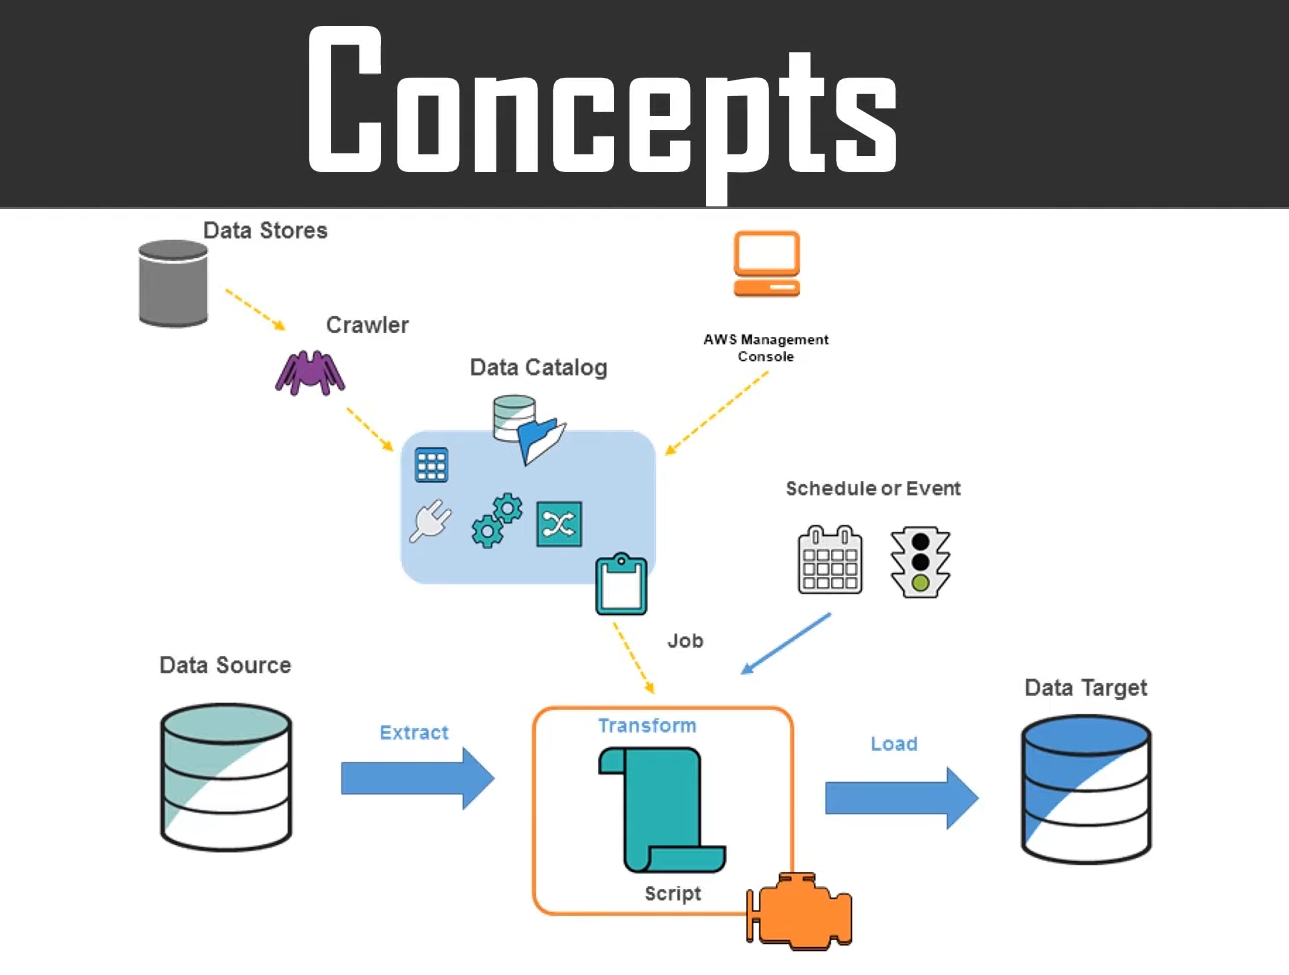 Concepts
Data Stores
Crawler
AWS Management
Console
Data Catalog
Schedule or Event
Job
Data Source
Data Target
Extract
Transform
Load
Script